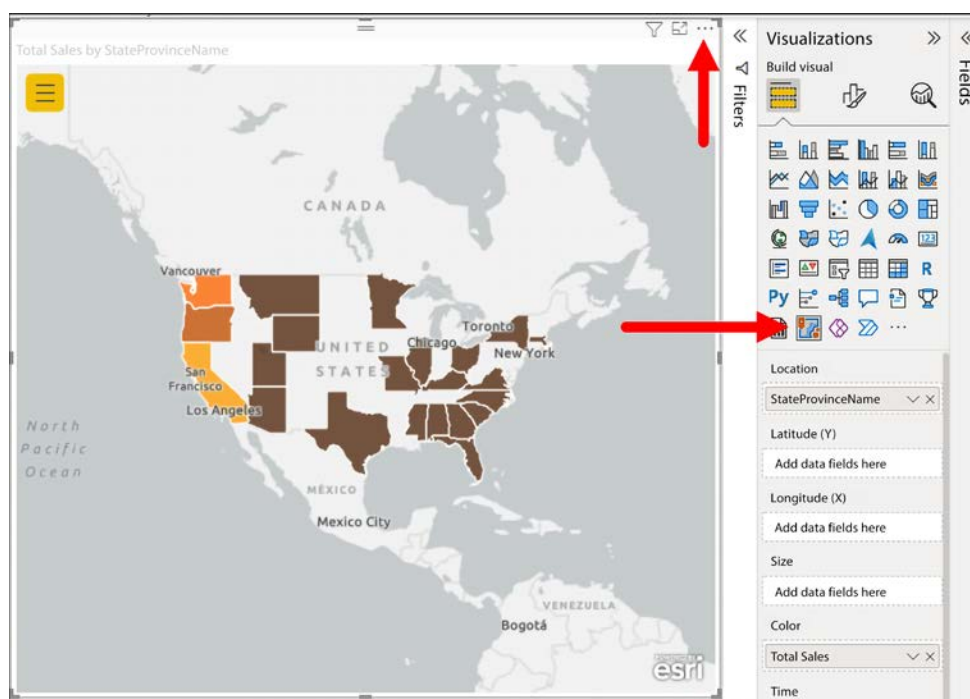 Total Sales by StateProvinceName
CANADA
Vancouver
Toronto
Chicago
New York
UNITED
STATES
San
Francisco
Los Angeles
North
Pacific
Ocean
MÉXICO
Mexico City
VENEZUELA
Bogotá
esri
Filters
Visualizations
Build visual
123
R
Py
Location
StateProvinceName
Latitude (Y)
Add data fields here
Longitude (X)
Add data fields here
Size
Add data fields here
Color
Total Sales
Time
Fields